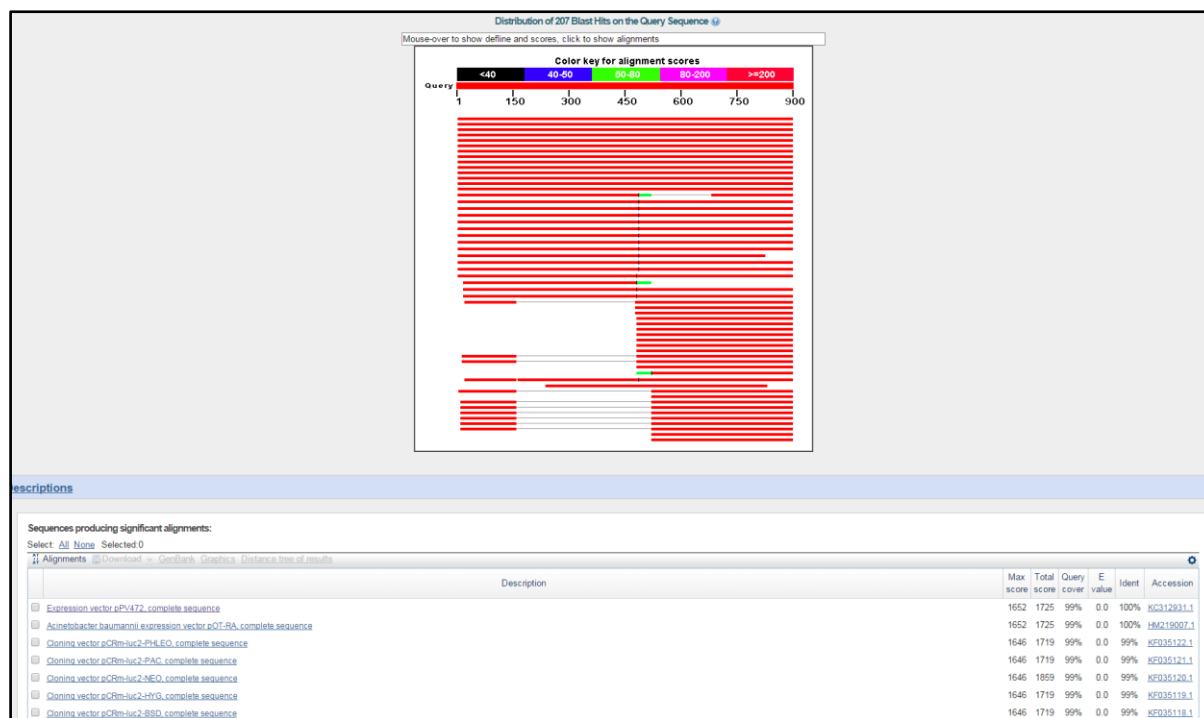 Distribution of 207 Blast Hits on the Query Sequence
Mouse-over to show defline and scores, click to show alignments
Color key for alignment scores
<40 40-50 50-80 80-200 >=200
Query
1 150 300 450 600 750 900
escriptions
Sequences producing significant alignments:
Select: All None Selected:0
Alignments Download GenBank Graphics Distance tree of results
Description Max score Total score Query cover E value Ident Accession
Expression vector pPV472, complete sequence 1652 1725 99% 0.0 100% KC312931.1
Acinetobacter baumannii expression vector pOT-RA, complete sequence 1652 1725 99% 0.0 100% HM219007.1
Cloning vector pCRm-luc2-PHLEO, complete sequence 1646 1719 99% 0.0 99% KF035122.1
Cloning vector pCRm-luc2-PAC, complete sequence 1646 1719 99% 0.0 99% KF035121.1
Cloning vector pCRm-luc2-NEO, complete sequence 1646 1859 99% 0.0 99% KF035120.1
Cloning vector pCRm-luc2-HYG, complete sequence 1646 1719 99% 0.0 99% KF035119.1
Cloning vector pCRm-luc2-BSD, complete sequence 1646 1719 99% 0.0 99% KF035118.1